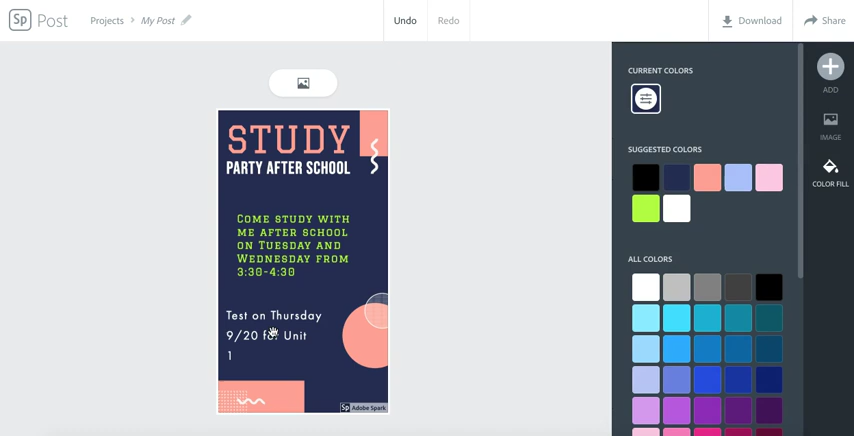 Sp Post
Projects > My Post
Undo
Redo
Download
Share
STUDY
PARTY AFTER SCHOOL
Come study with
me after school
on Tuesday and
Wednesday from
3:30-4:30
Test on Thursday
9/20 for Unit
1
Sp Adobe Spark
CURRENT COLORS
SUGGESTED COLORS
ALL COLORS
ADD
IMAGE
COLOR FILL